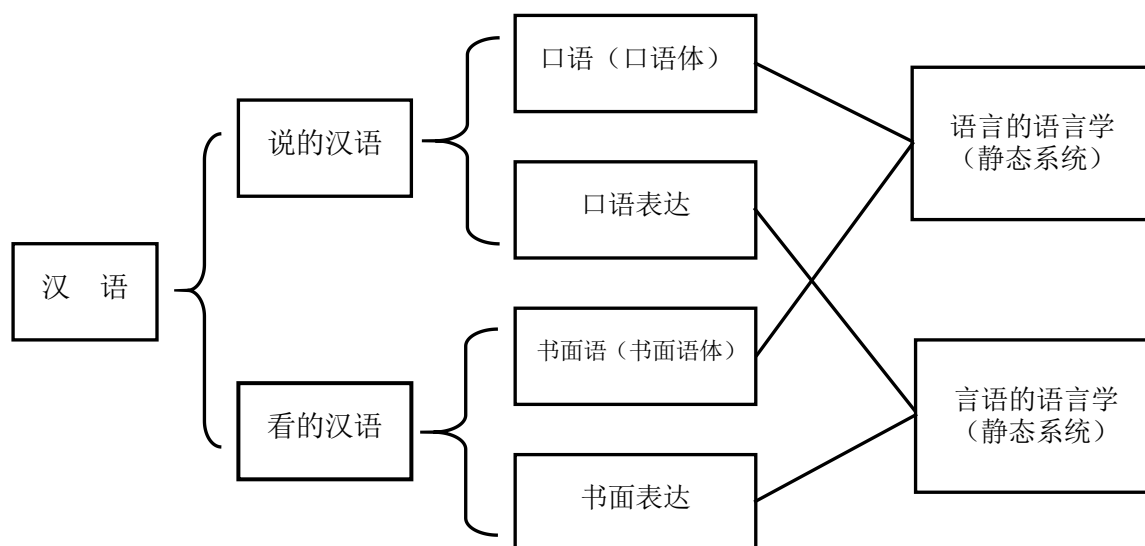 汉 语
说的汉语
看的汉语
口语（口语体）
口语表达
书面语（书面语体）
书面表达
语言的语言学
（静态系统）
言语的语言学
（静态系统）